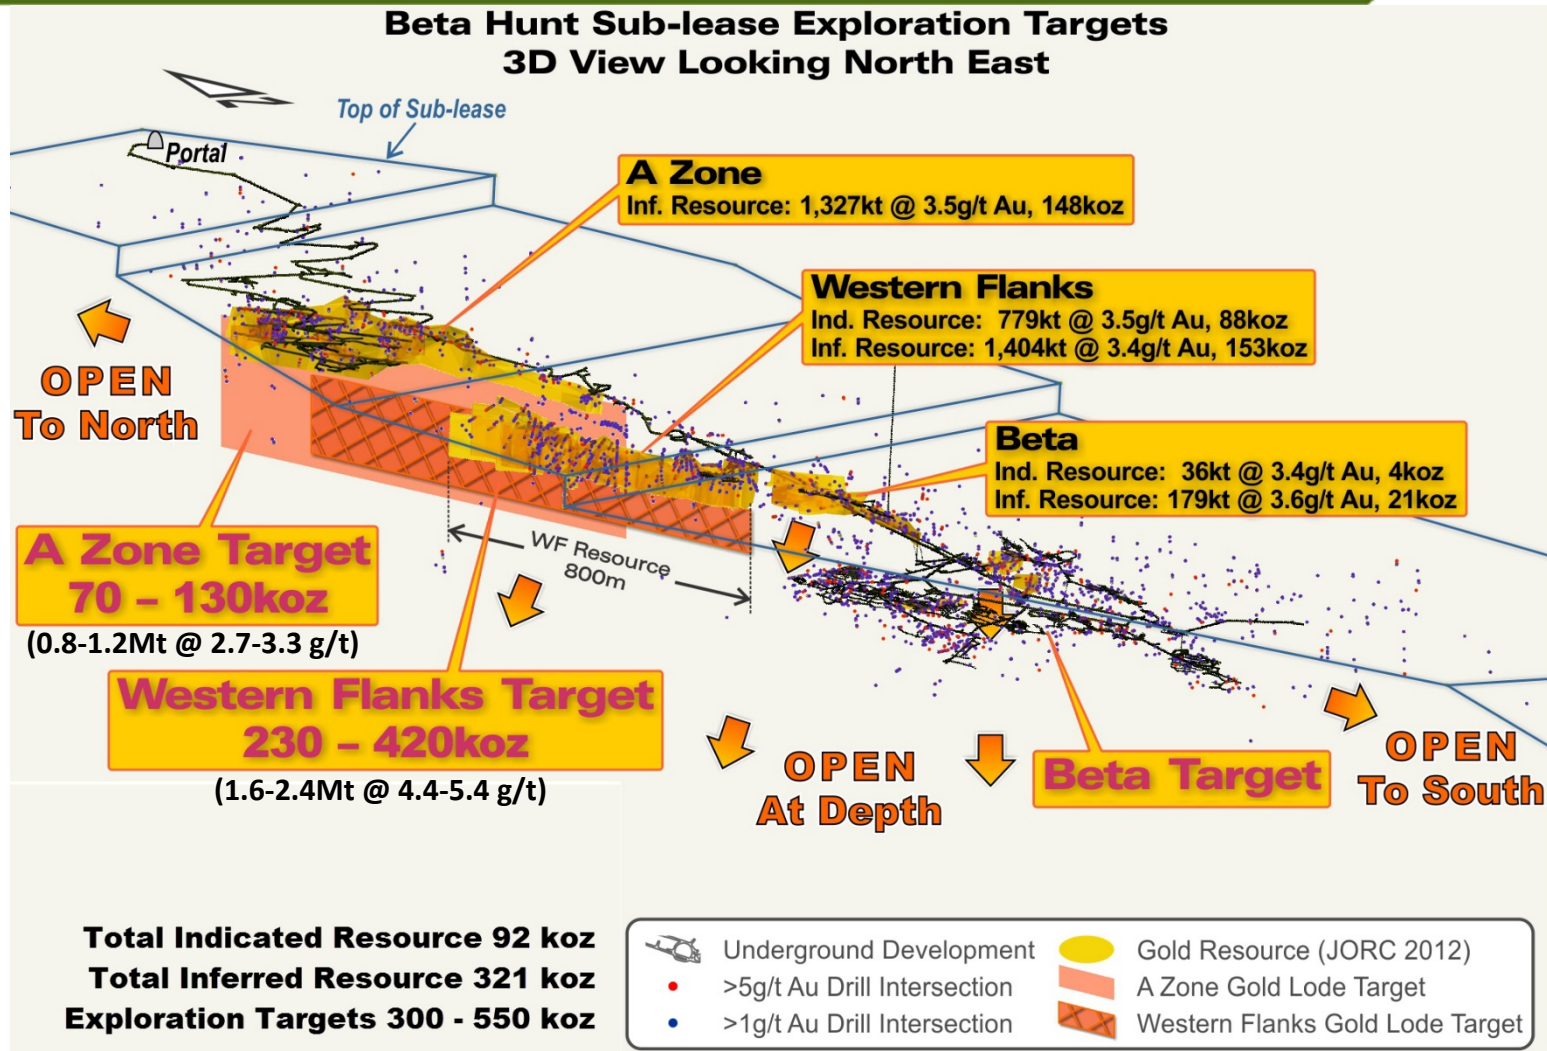 Beta Hunt Sub-lease Exploration Targets
3D View Looking North East
Top of Sub-lease
Portal
A Zone
Inf. Resource: 1,327kt @ 3.5g/t Au, 148koz
Western Flanks
Ind. Resource: 779kt @ 3.5g/t Au, 88koz
Inf. Resource: 1,404kt @ 3.4g/t Au, 153koz
OPEN
To North
Beta
Ind. Resource: 36kt @ 3.4g/t Au, 4koz
Inf. Resource: 179kt @ 3.6g/t Au, 21koz
A Zone Target
70 – 130koz
(0.8-1.2Mt @ 2.7-3.3 g/t)
WF Resource
800m
Western Flanks Target
230 – 420koz
(1.6-2.4Mt @ 4.4-5.4 g/t)
OPEN
At Depth
Beta Target
OPEN
To South
Total Indicated Resource 92 koz
Total Inferred Resource 321 koz
Exploration Targets 300 - 550 koz
Underground Development
>5g/t Au Drill Intersection
>1g/t Au Drill Intersection
Gold Resource (JORC 2012)
A Zone Gold Lode Target
Western Flanks Gold Lode Target